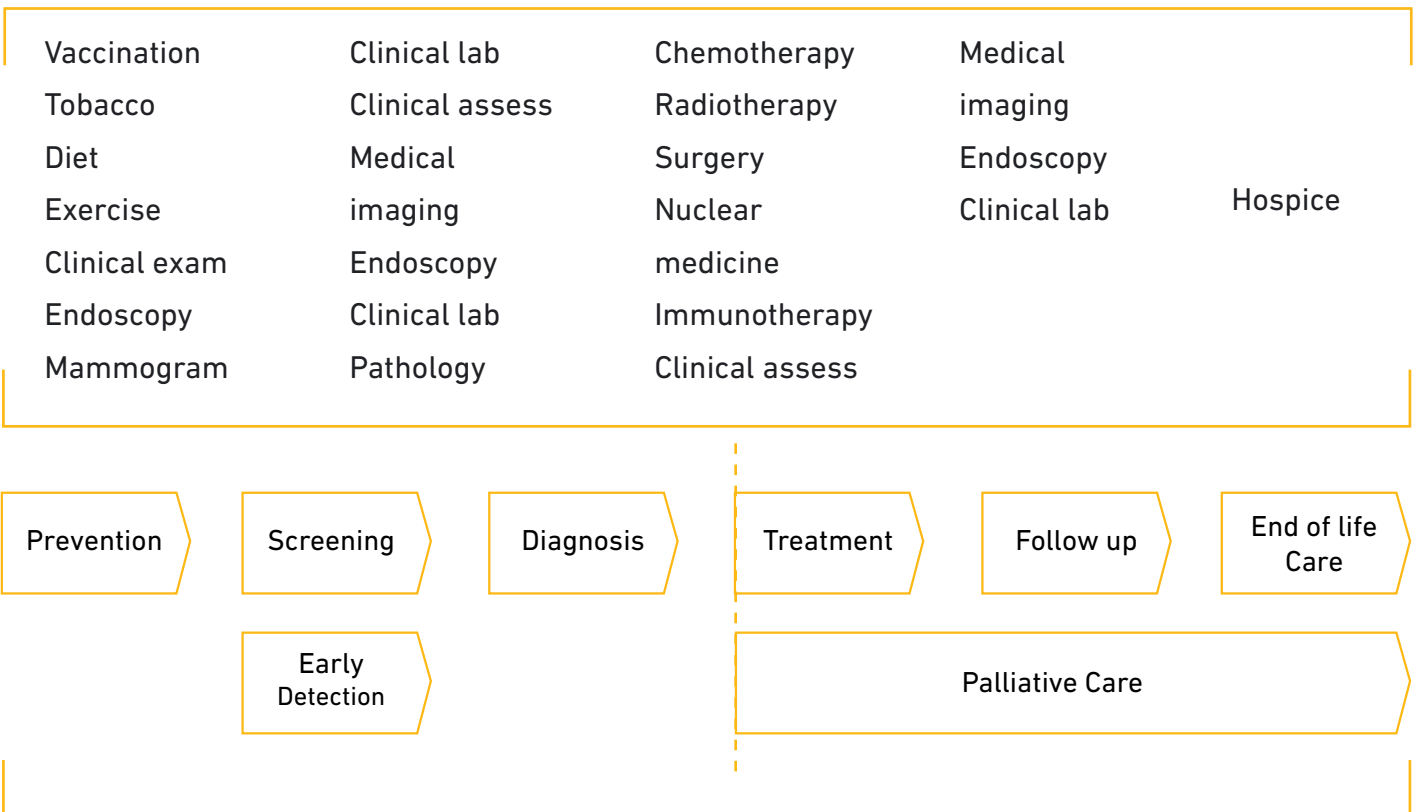 Vaccination
Tobacco
Diet
Exercise
Clinical exam
Endoscopy
Mammogram
Clinical lab
Clinical assess
Medical
imaging
Endoscopy
Clinical lab
Pathology
Chemotherapy
Radiotherapy
Surgery
Nuclear
medicine
Immunotherapy
Clinical assess
Medical
imaging
Endoscopy
Clinical lab
Hospice
Prevention
Screening
Diagnosis
Treatment
Follow up
End of life
Care
Early
Detection
Palliative Care